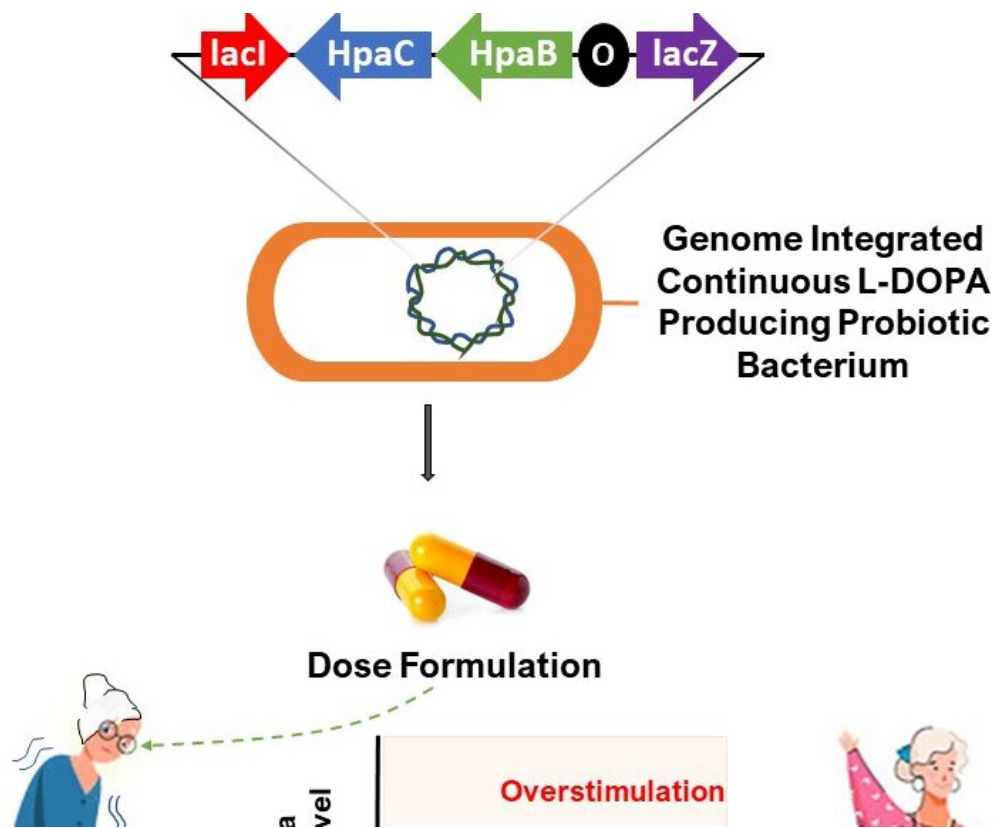 lacI HpaC HpaB O lacZ
Genome Integrated
Continuous L-DOPA
Producing Probiotic
Bacterium
Dose Formulation
Overstimulation